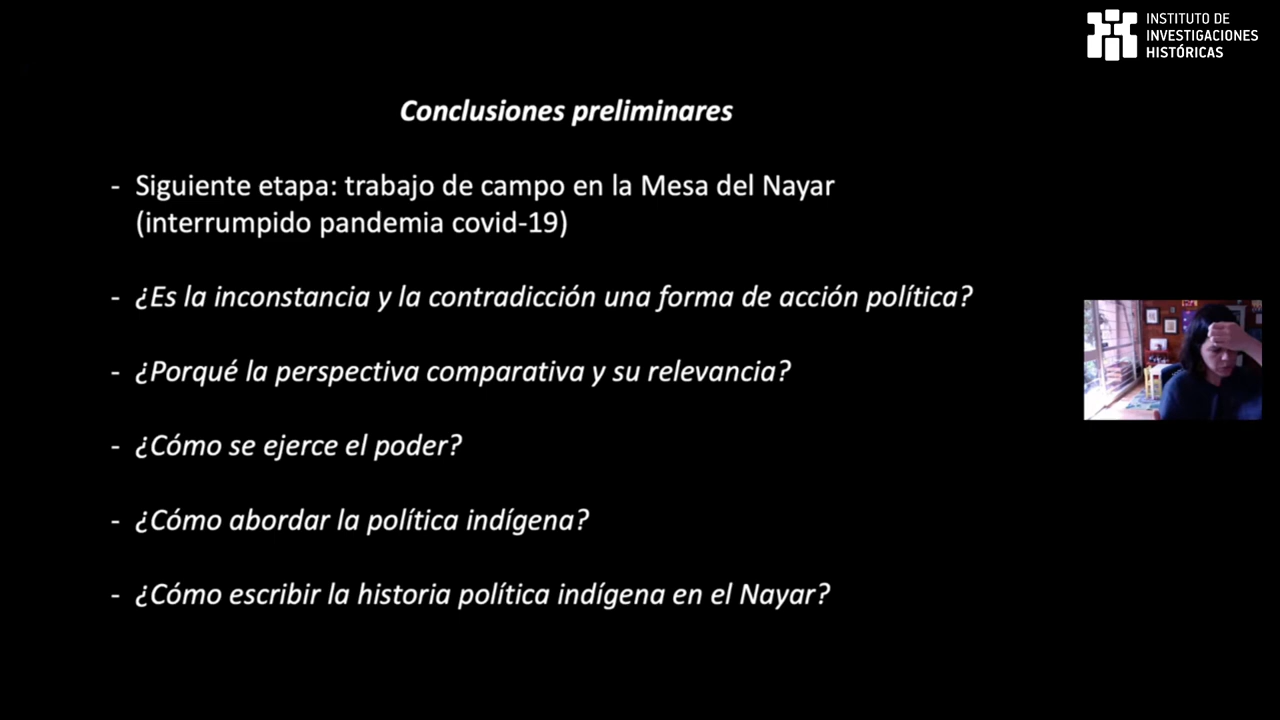 INSTITUTO DE
INVESTIGACIONES
HISTÓRICAS
Conclusiones preliminares
- Siguiente etapa: trabajo de campo en la Mesa del Nayar
(interrumpido pandemia covid-19)
- ¿Es la inconstancia y la contradicción una forma de acción política?
- ¿Porqué la perspectiva comparativa y su relevancia?
- ¿Cómo se ejerce el poder?
- ¿Cómo abordar la política indígena?
- ¿Cómo escribir la historia política indígena en el Nayar?